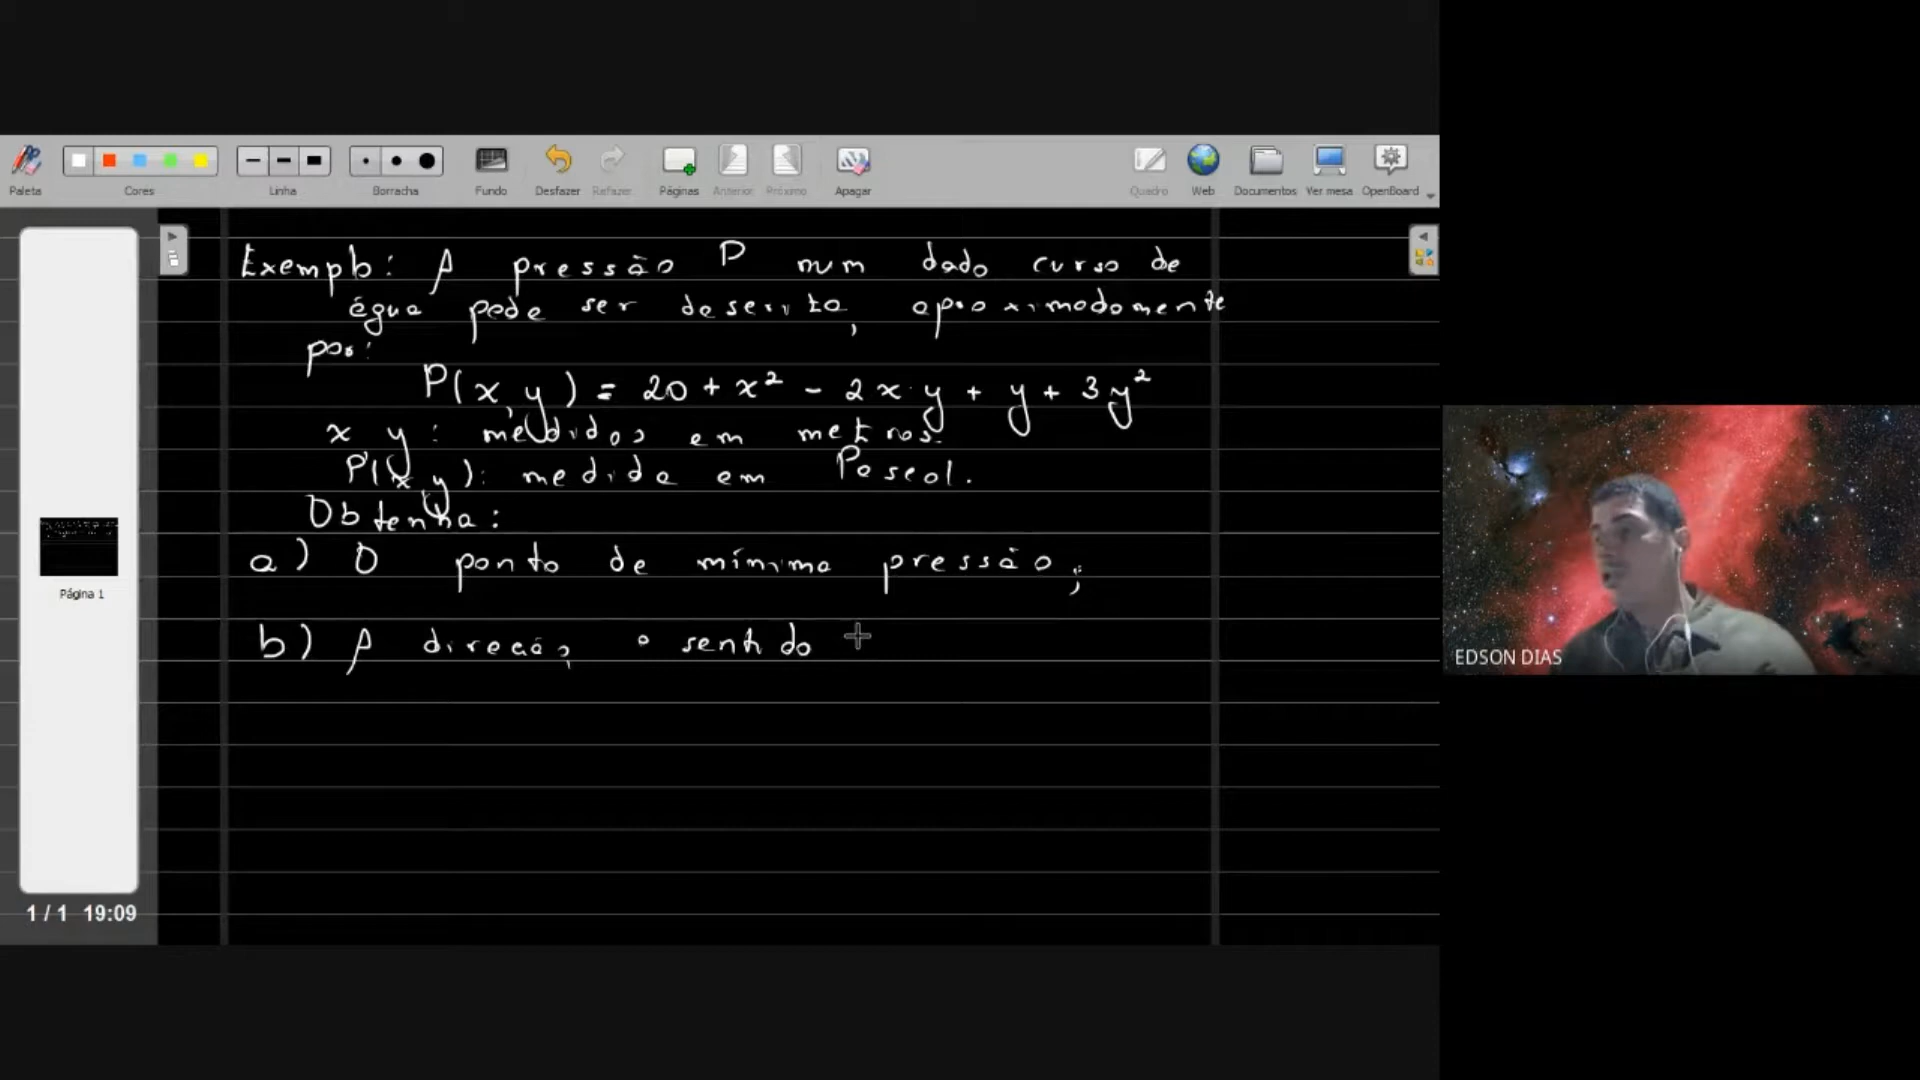 Paleta Cores Linha Borracha Fundo Desfazer Refazer Páginas Anterior Próximo Apagar Quadro Web Documentos Ver mesa OpenBoard
Exemplo: A pressão P num dado curso de
água pode ser descrita, aproximadamente
por:
P(x,y) = 20 + x² - 2x·y + y + 3y²
x y: medidos em metros.
P(x,y): medida em Pascal.
Obtenha:
a) O ponto de mínima pressão;
b) A direção, o sentido
Página 1
1 / 1 19:09
EDSON DIAS